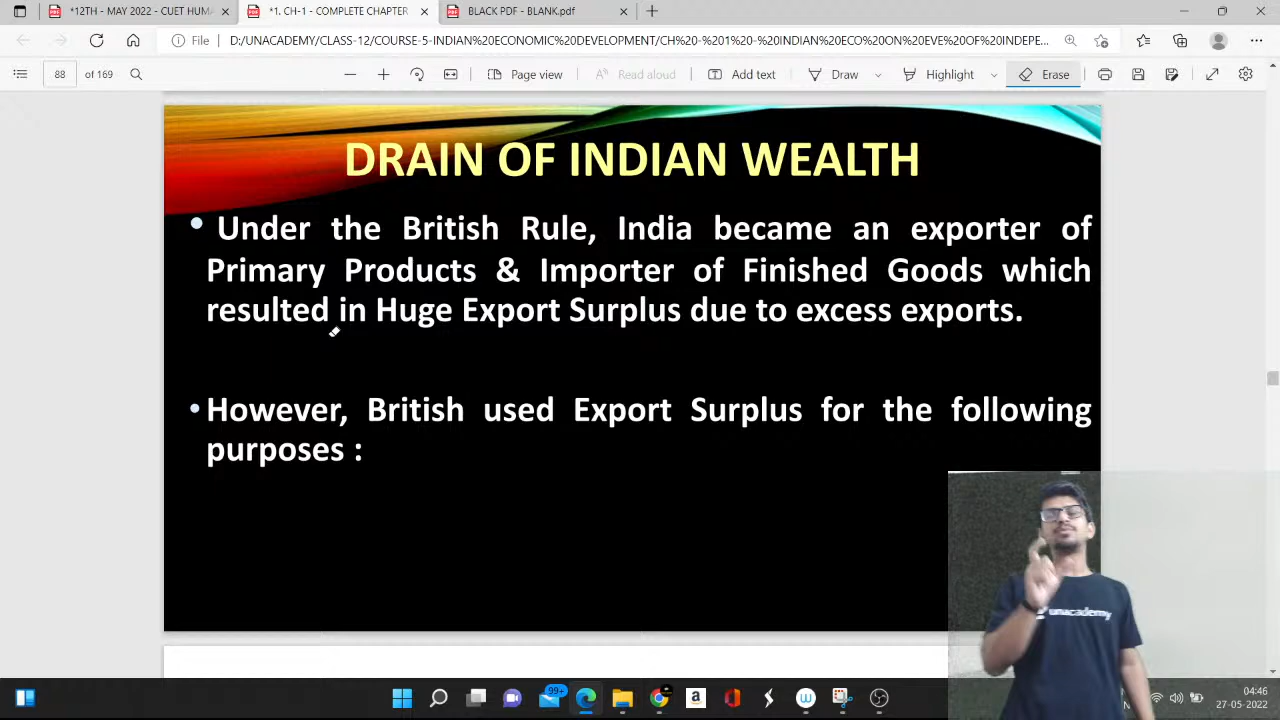 *12TH - MAY 2022 - CUET HUMA
*1. CH-1 - COMPLETE CHAPTER
BLACK PDF - BLANK.pdf
File
D:/UNACADEMY/CLASS-12/COURSE-5-INDIAN%20ECONOMIC%20DEVELOPMENT/CH%20-%201%20-%20INDIAN%20ECO%20ON%20EVE%20OF%20INDEPE...
88 of 169
Page view
Read aloud
Add text
Draw
Highlight
Erase
DRAIN OF INDIAN WEALTH
• Under the British Rule, India became an exporter of
Primary Products & Importer of Finished Goods which
resulted in Huge Export Surplus due to excess exports.
• However, British used Export Surplus for the following
purposes :
unacademy
99+
04:46
27-05-2022